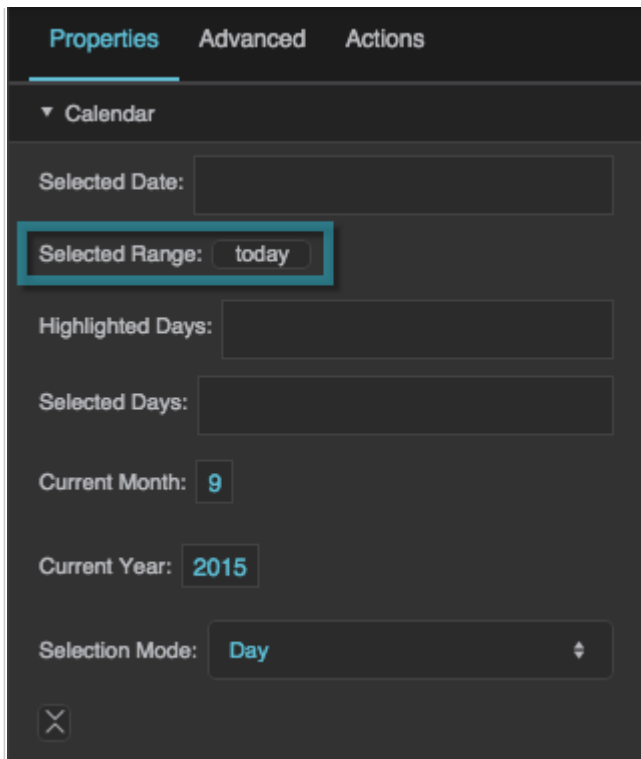 Properties Advanced Actions
Calendar
Selected Date:
Selected Range: today
Highlighted Days:
Selected Days:
Current Month: 9
Current Year: 2015
Selection Mode: Day